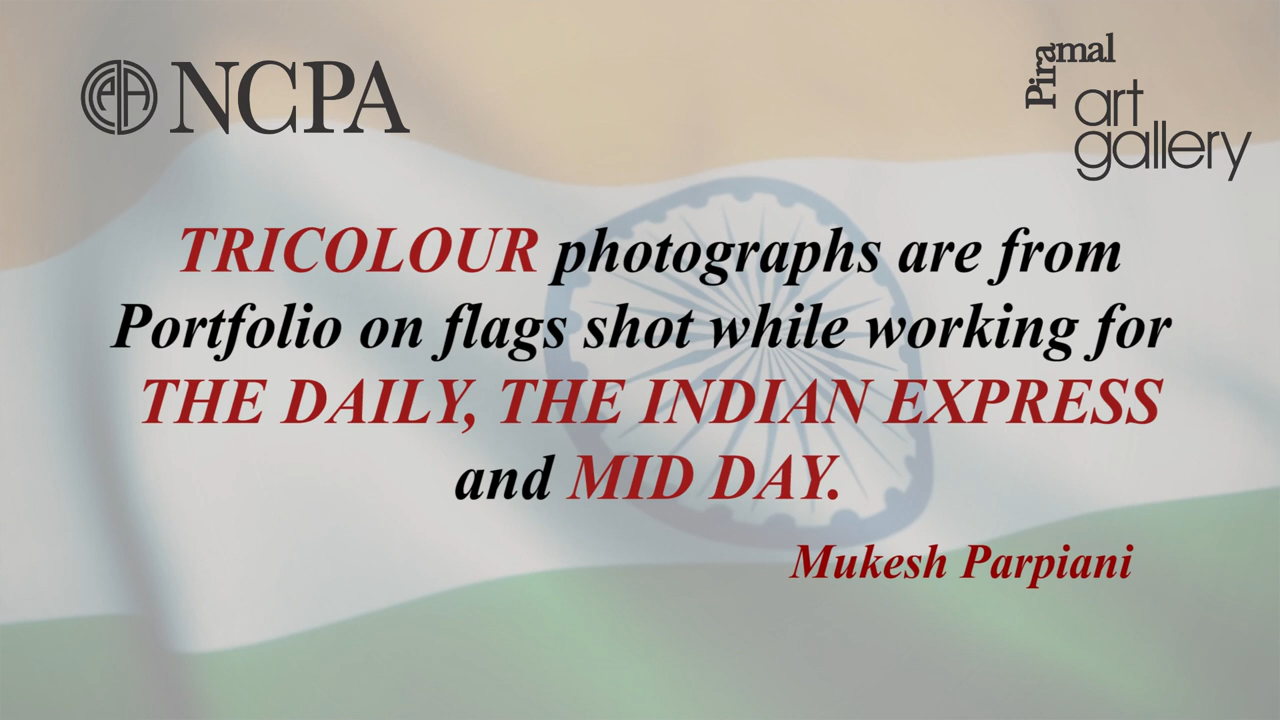 NCPA
Piramal
art
gallery
TRICOLOUR photographs are from
Portfolio on flags shot while working for
THE DAILY, THE INDIAN EXPRESS
and MID DAY.
Mukesh Parpiani